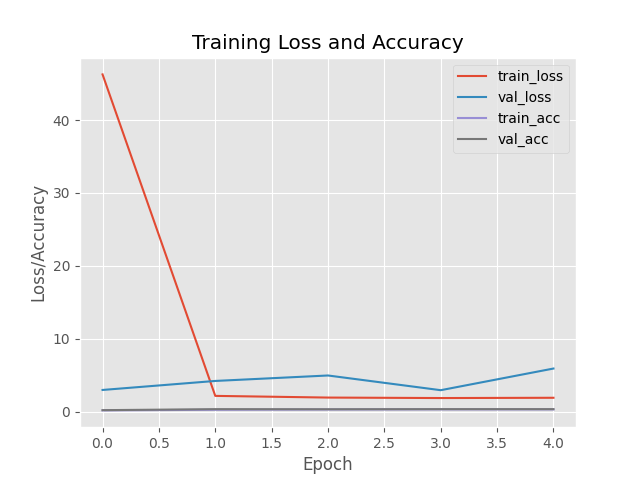 Training Loss and Accuracy
train_loss
val_loss
train_acc
val_acc
Loss/Accuracy
40
30
20
10
0
0.0 0.5 1.0 1.5 2.0 2.5 3.0 3.5 4.0
Epoch